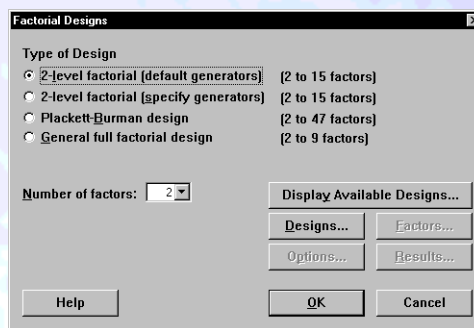 Factorial Designs
Type of Design
2-level factorial (default generators) (2 to 15 factors)
2-level factorial (specify generators) (2 to 15 factors)
Plackett-Burman design (2 to 47 factors)
General full factorial design (2 to 9 factors)
Number of factors: 2
Display Available Designs...
Designs... Factors...
Options... Results...
Help OK Cancel